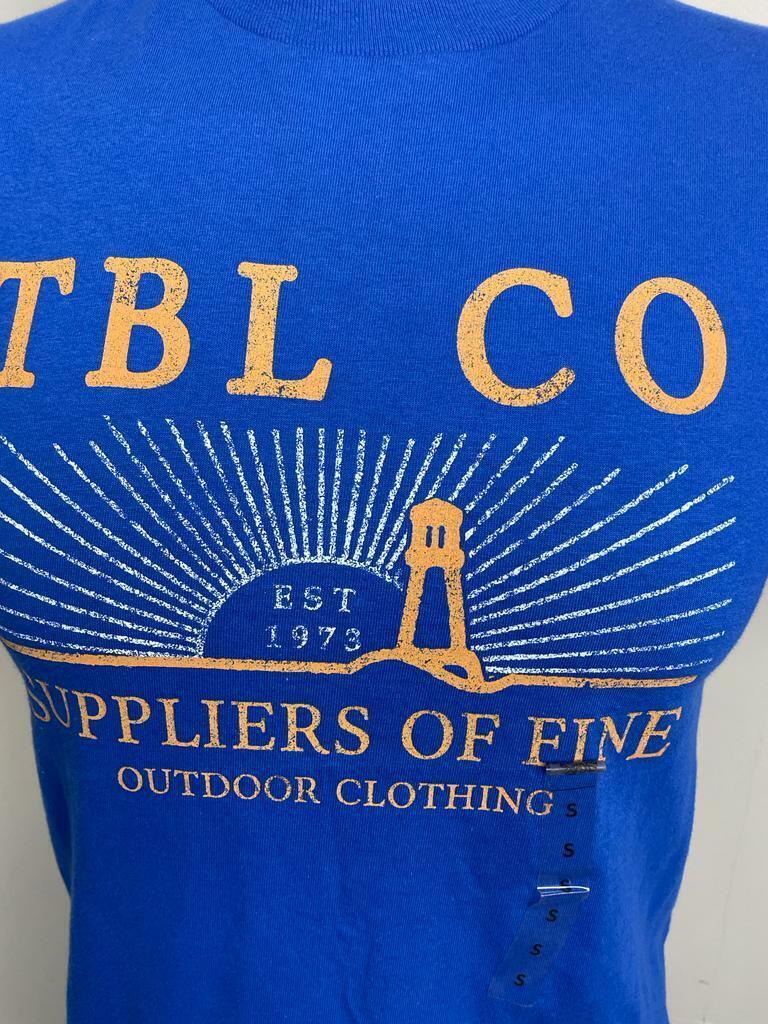 TBL CO
EST
1973
SUPPLIERS OF FINE
OUTDOOR CLOTHING
S
S
S
S
S
S